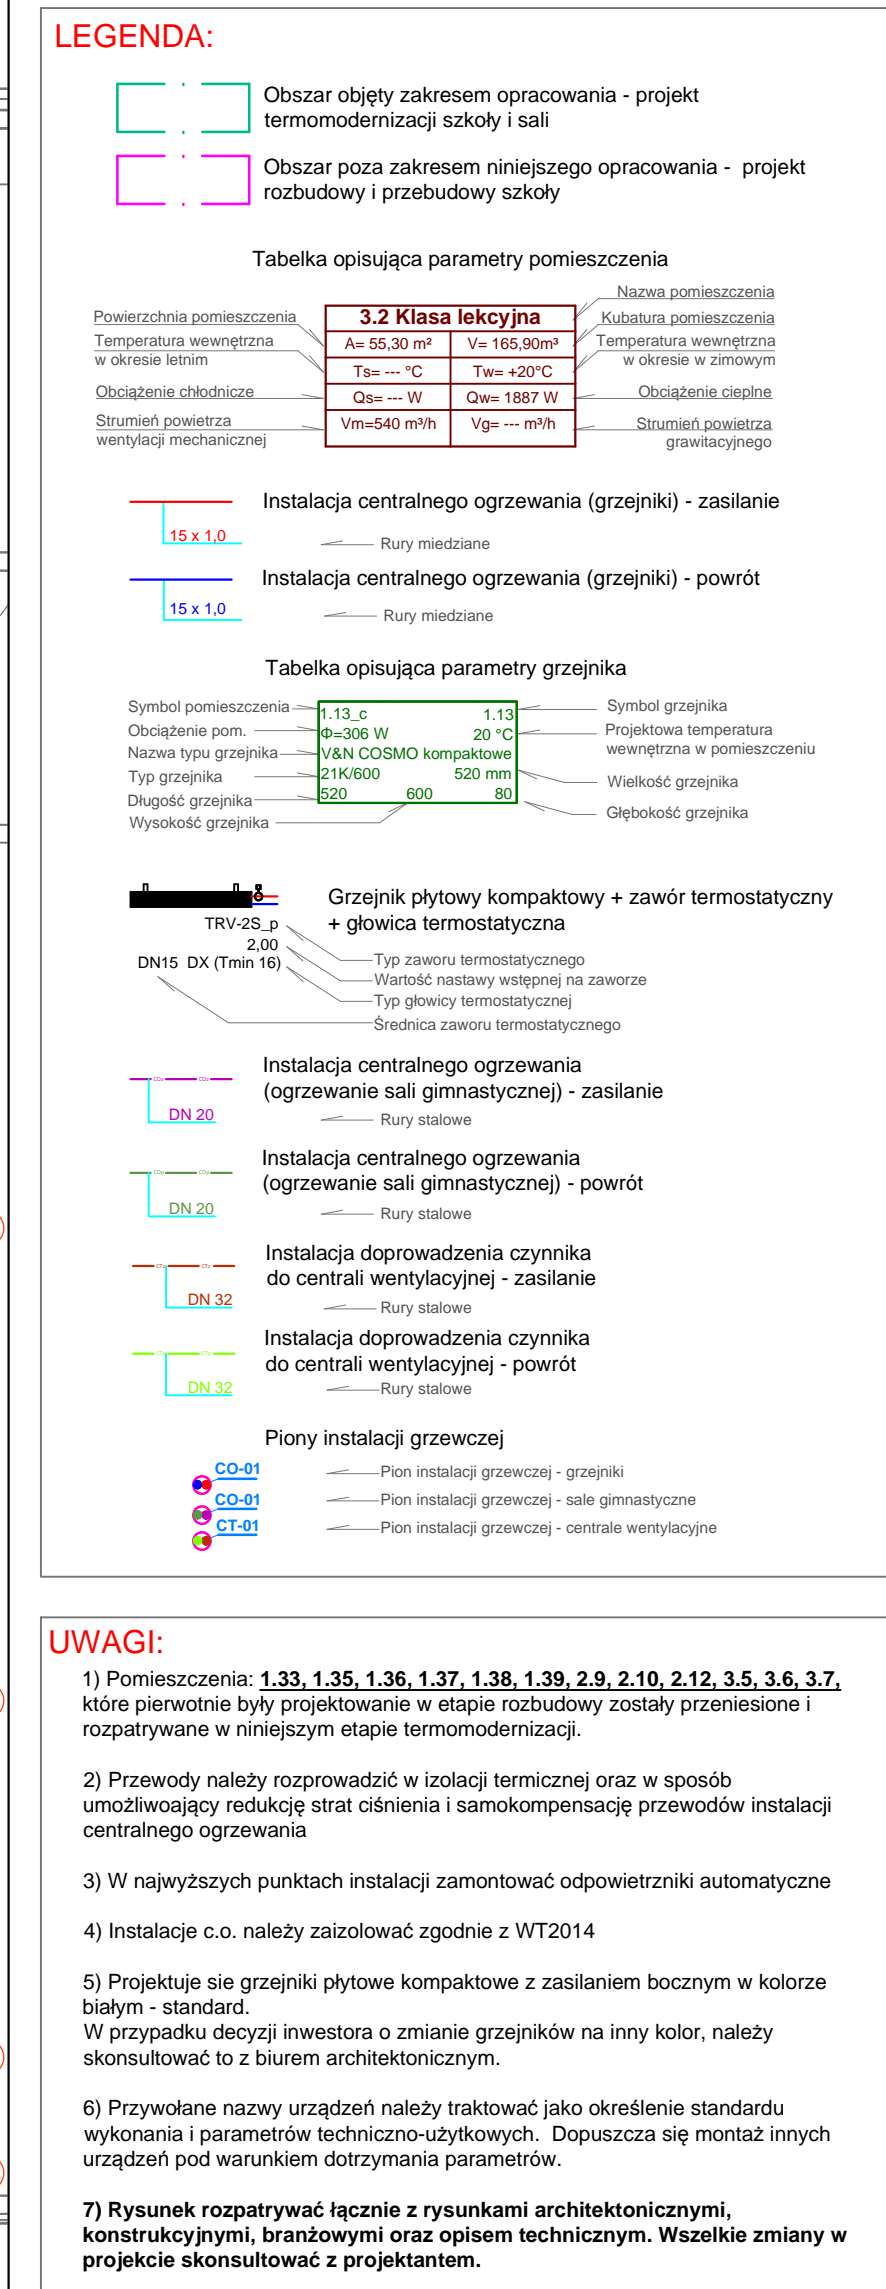 LEGENDA:
Obszar objęty zakresem opracowania - projekt
termomodernizacji szkoły i sali
Obszar poza zakresem niniejszego opracowania - projekt
rozbudowy i przebudowy szkoły
Tabelka opisująca parametry pomieszczenia
Nazwa pomieszczenia
Powierzchnia pomieszczenia
3.2 Klasa lekcyjna
Kubatura pomieszczenia
Temperatura wewnętrzna
w okresie letnim
A= 55,30 m²
V= 165,90m³
Temperatura wewnętrzna
w okresie w zimowym
Ts= --- °C
Tw= +20°C
Obciążenie chłodnicze
Qs= --- W
Qw= 1887 W
Obciążenie cieplne
Strumień powietrza
wentylacji mechanicznej
Vm=540 m³/h
Vg= --- m³/h
Strumień powietrza
grawitacyjnego
Instalacja centralnego ogrzewania (grzejniki) - zasilanie
15 x 1,0
Rury miedziane
Instalacja centralnego ogrzewania (grzejniki) - powrót
15 x 1,0
Rury miedziane
Tabelka opisująca parametry grzejnika
Symbol pomieszczenia
1.13_c
1.13
Symbol grzejnika
Obciążenie pom.
Φ=306 W
20 °C
Projektowa temperatura
wewnętrzna w pomieszczeniu
Nazwa typu grzejnika
V&N COSMO kompaktowe
Typ grzejnika
21K/600
520 mm
Wielkość grzejnika
Długość grzejnika
520
600
80
Głębokość grzejnika
Wysokość grzejnika
Grzejnik płytowy kompaktowy + zawór termostatyczny
+ głowica termostatyczna
TRV-2S_p
2,00
DN15 DX (Tmin 16)
Typ zaworu termostatycznego
Wartość nastawy wstępnej na zaworze
Typ głowicy termostatycznej
Średnica zaworu termostatycznego
Instalacja centralnego ogrzewania
(ogrzewanie sali gimnastycznej) - zasilanie
COz COz
DN 20
Rury stalowe
Instalacja centralnego ogrzewania
(ogrzewanie sali gimnastycznej) - powrót
COp COp
DN 20
Rury stalowe
Instalacja doprowadzenia czynnika
do centrali wentylacyjnej - zasilanie
CTz CTz
DN 32
Rury stalowe
Instalacja doprowadzenia czynnika
do centrali wentylacyjnej - powrót
DN 32
Rury stalowe
Piony instalacji grzewczej
CO-01
Pion instalacji grzewczej - grzejniki
CO-01
Pion instalacji grzewczej - sale gimnastyczne
CT-01
Pion instalacji grzewczej - centrale wentylacyjne
UWAGI:
1) Pomieszczenia: 1.33, 1.35, 1.36, 1.37, 1.38, 1.39, 2.9, 2.10, 2.12, 3.5, 3.6, 3.7,
które pierwotnie były projektowanie w etapie rozbudowy zostały przeniesione i
rozpatrywane w niniejszym etapie termomodernizacji.
2) Przewody należy rozprowadzić w izolacji termicznej oraz w sposób
umożliwoający redukcję strat ciśnienia i samokompensację przewodów instalacji
centralnego ogrzewania
3) W najwyższych punktach instalacji zamontować odpowietrzniki automatyczne
4) Instalacje c.o. należy zaizolować zgodnie z WT2014
5) Projektuje sie grzejniki płytowe kompaktowe z zasilaniem bocznym w kolorze
białym - standard.
W przypadku decyzji inwestora o zmianie grzejników na inny kolor, należy
skonsultować to z biurem architektonicznym.
6) Przywołane nazwy urządzeń należy traktować jako określenie standardu
wykonania i parametrów techniczno-użytkowych. Dopuszcza się montaż innych
urządzeń pod warunkiem dotrzymania parametrów.
7) Rysunek rozpatrywać łącznie z rysunkami architektonicznymi,
konstrukcyjnymi, branżowymi oraz opisem technicznym. Wszelkie zmiany w
projekcie skonsultować z projektantem.